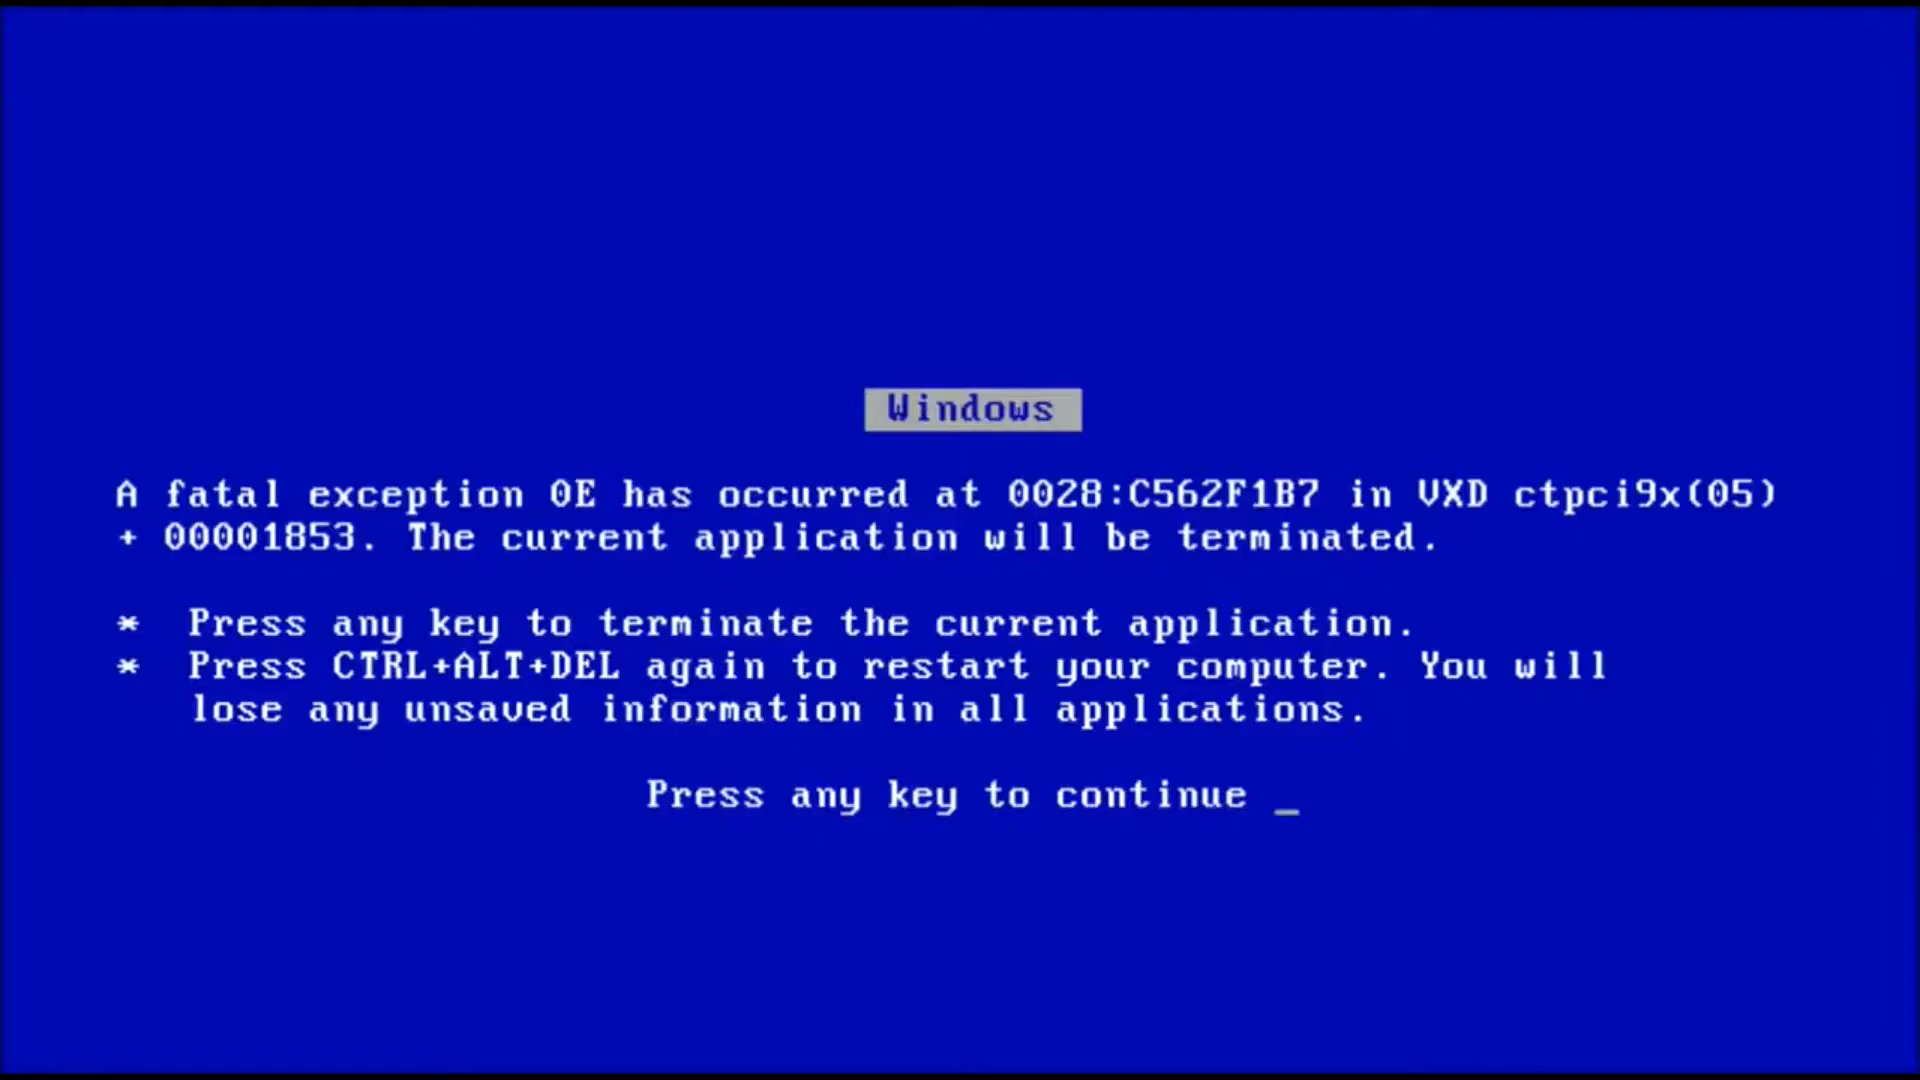 Windows
A fatal exception 0E has occurred at 0028:C562F1B7 in VXD ctpci9x(05)
+ 00001853. The current application will be terminated.
* Press any key to terminate the current application.
* Press CTRL+ALT+DEL again to restart your computer. You will
lose any unsaved information in all applications.
Press any key to continue _